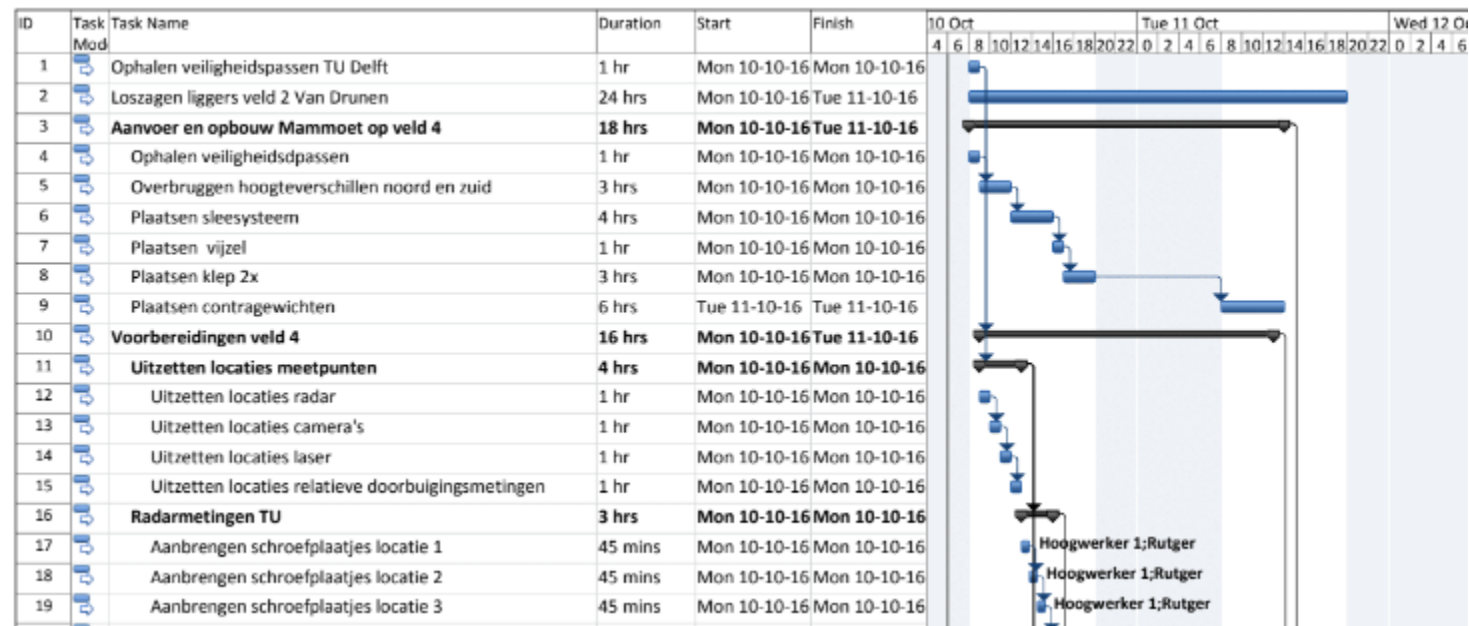 ID Task Mod Task Name Duration Start Finish 10 Oct Tue 11 Oct Wed 12 O
4 6 8 10 12 14 16 18 20 22 0 2 4 6 8 10 12 14 16 18 20 22 0 2 4 6
1 Ophalen veiligheidspassen TU Delft 1 hr Mon 10-10-16 Mon 10-10-16
2 Loszagen liggers veld 2 Van Drunen 24 hrs Mon 10-10-16 Tue 11-10-16
3 Aanvoer en opbouw Mammoet op veld 4 18 hrs Mon 10-10-16 Tue 11-10-16
4 Ophalen veiligheidsdpassen 1 hr Mon 10-10-16 Mon 10-10-16
5 Overbruggen hoogteverschillen noord en zuid 3 hrs Mon 10-10-16 Mon 10-10-16
6 Plaatsen sleesysteem 4 hrs Mon 10-10-16 Mon 10-10-16
7 Plaatsen vijzel 1 hr Mon 10-10-16 Mon 10-10-16
8 Plaatsen klep 2x 3 hrs Mon 10-10-16 Mon 10-10-16
9 Plaatsen contragewichten 6 hrs Tue 11-10-16 Tue 11-10-16
10 Voorbereidingen veld 4 16 hrs Mon 10-10-16 Tue 11-10-16
11 Uitzetten locaties meetpunten 4 hrs Mon 10-10-16 Mon 10-10-16
12 Uitzetten locaties radar 1 hr Mon 10-10-16 Mon 10-10-16
13 Uitzetten locaties camera's 1 hr Mon 10-10-16 Mon 10-10-16
14 Uitzetten locaties laser 1 hr Mon 10-10-16 Mon 10-10-16
15 Uitzetten locaties relatieve doorbuigingsmetingen 1 hr Mon 10-10-16 Mon 10-10-16
16 Radarmetingen TU 3 hrs Mon 10-10-16 Mon 10-10-16
17 Aanbrengen schroefplaatjes locatie 1 45 mins Mon 10-10-16 Mon 10-10-16 Hoogwerker 1;Rutger
18 Aanbrengen schroefplaatjes locatie 2 45 mins Mon 10-10-16 Mon 10-10-16 Hoogwerker 1;Rutger
19 Aanbrengen schroefplaatjes locatie 3 45 mins Mon 10-10-16 Mon 10-10-16 Hoogwerker 1;Rutger